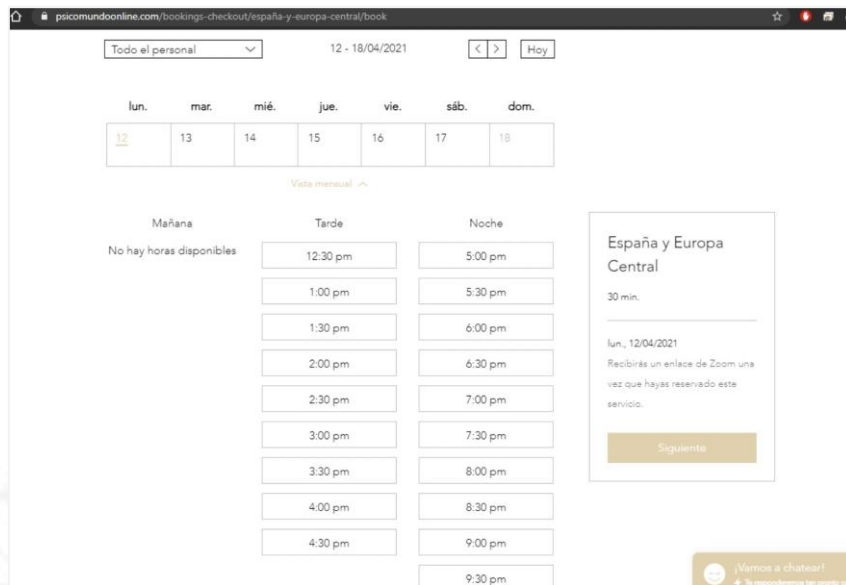 psicomundoonline.com/bookings-checkout/españa-y-europa-central/book
Todo el personal
12 - 18/04/2021
< >
Hoy
lun. mar. mié. jue. vie. sáb. dom.
12 13 14 15 16 17 18
Vista mensual
Mañana
No hay horas disponibles
Tarde
12:30 pm
1:00 pm
1:30 pm
2:00 pm
2:30 pm
3:00 pm
3:30 pm
4:00 pm
4:30 pm
Noche
5:00 pm
5:30 pm
6:00 pm
6:30 pm
7:00 pm
7:30 pm
8:00 pm
8:30 pm
9:00 pm
9:30 pm
España y Europa
Central
30 min.
lun., 12/04/2021
Recibirás un enlace de Zoom una
vez que hayas reservado este
servicio.
Siguiente
¡Vamos a chatear!
Te responderemos tan pronto